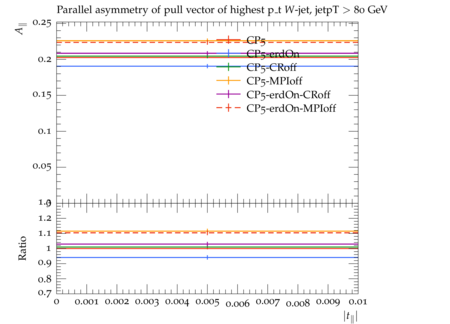 Parallel asymmetry of pull vector of highest p_t W-jet, jetpT > 80 GeV
A∥
0.25
0.2
0.15
0.1
0.05
CP5
CP5-erdOn
CP5-CRoff
CP5-MPIoff
CP5-erdOn-CRoff
CP5-erdOn-MPIoff
Ratio
1.2
1.1
1
0.9
0.8
0.7
0 0.001 0.002 0.003 0.004 0.005 0.006 0.007 0.008 0.009 0.01
|t∥|